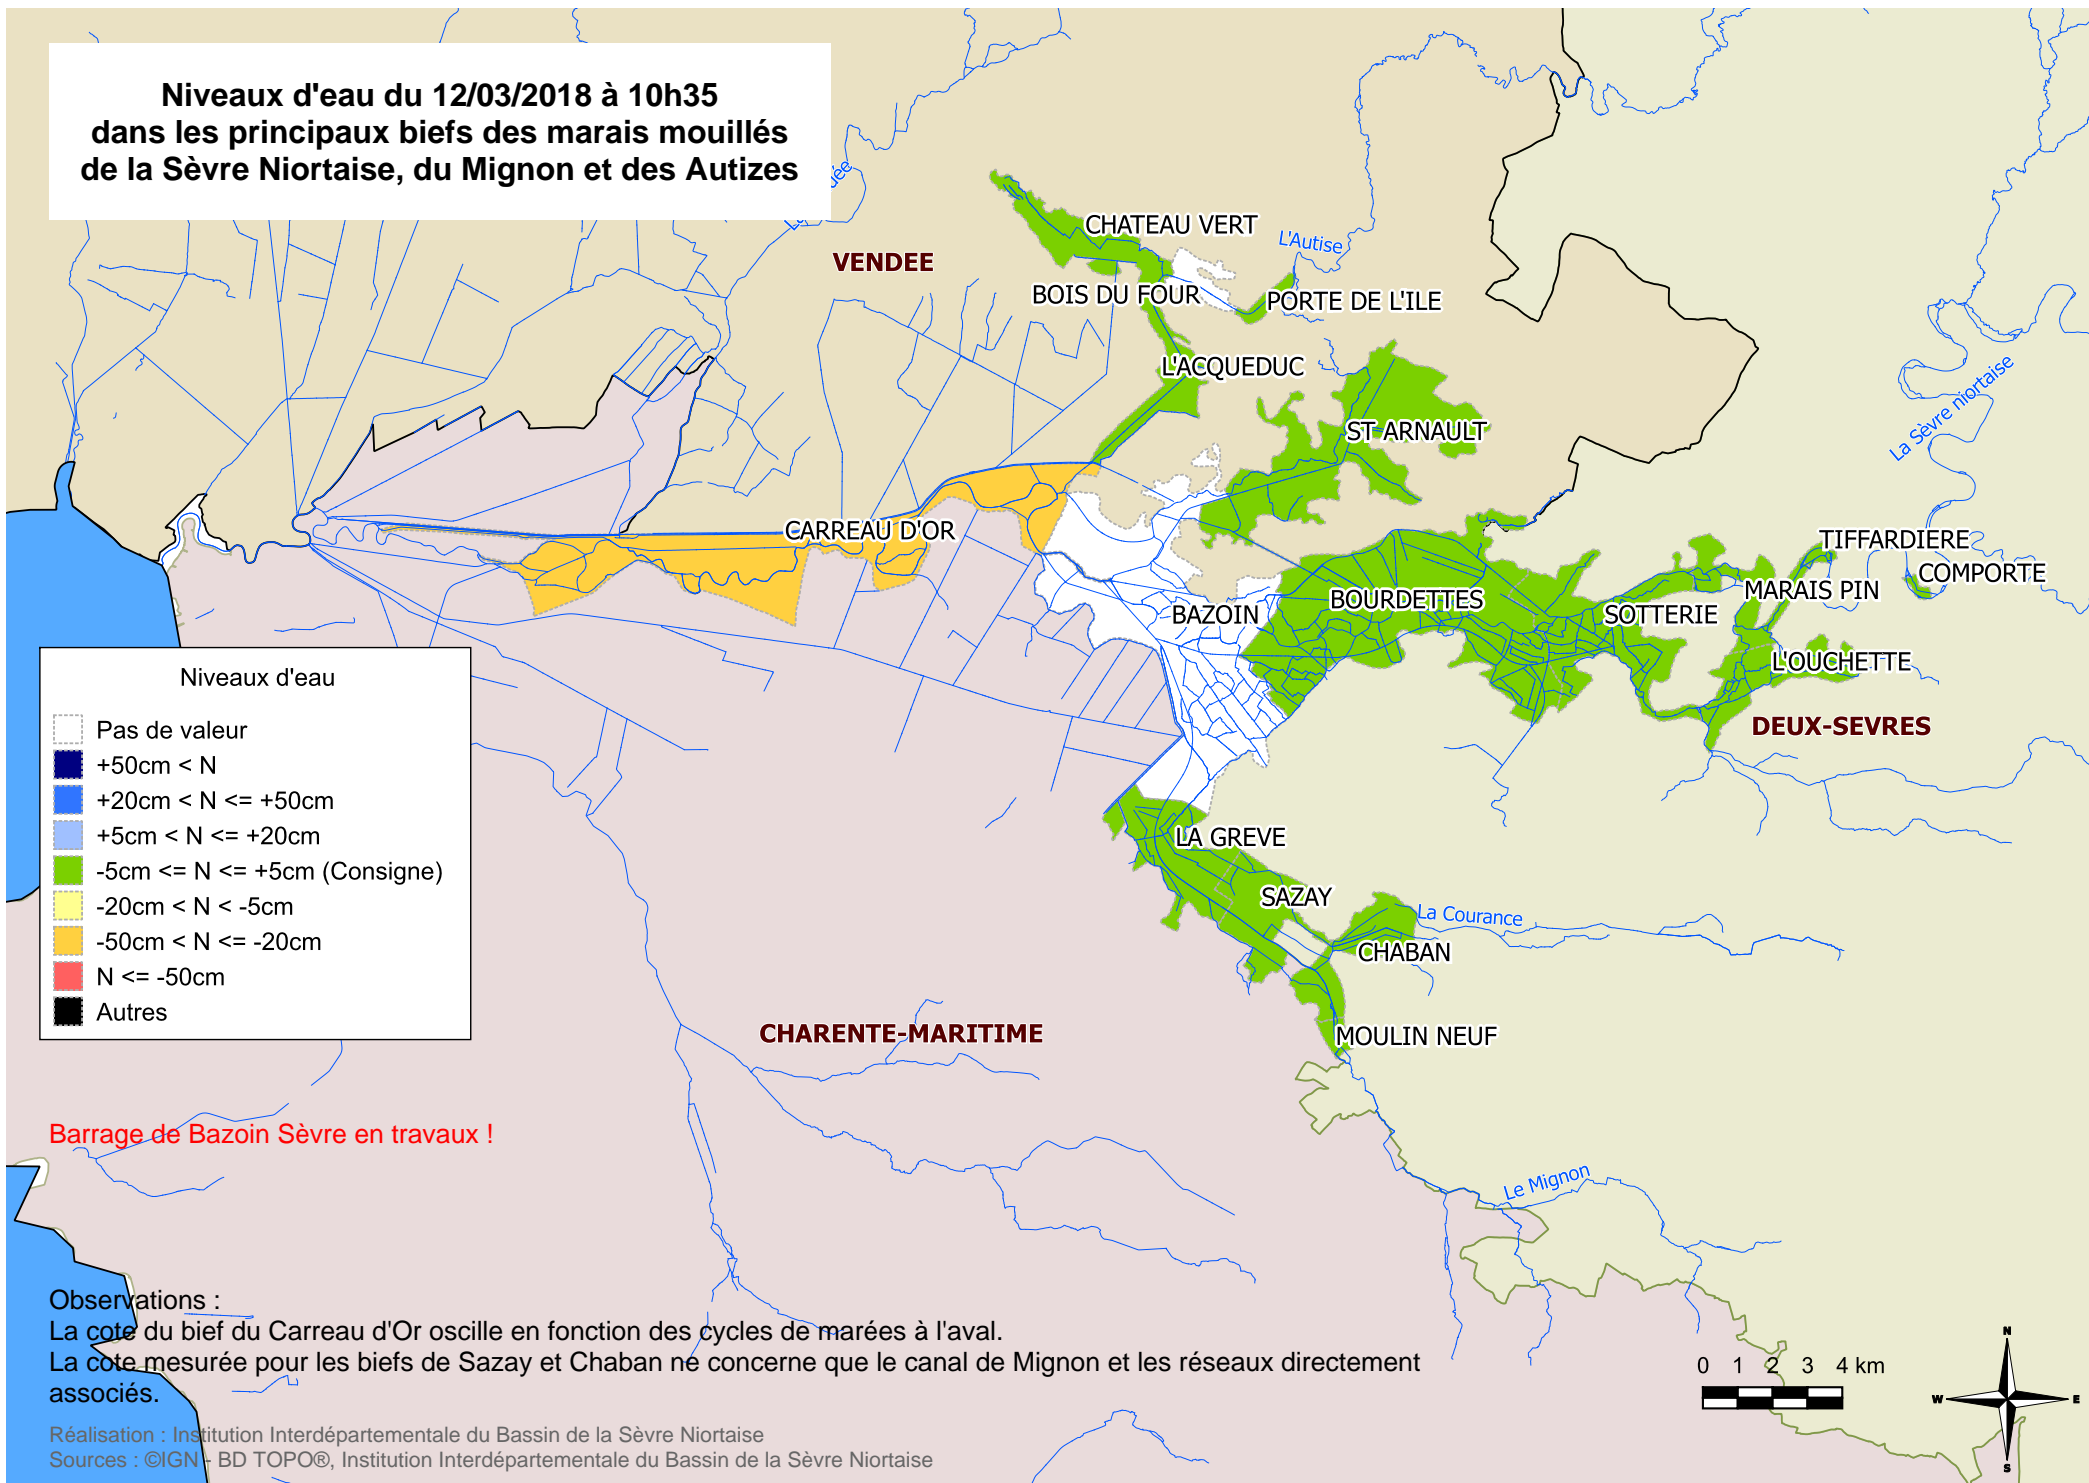 Niveaux d'eau du 12/03/2018 à 10h35
dans les principaux biefs des marais mouillés
de la Sèvre Niortaise, du Mignon et des Autizes
CHATEAU VERT
L'Autise
VENDEE
BOIS DU FOUR
PORTE DE L'ILE
L'ACQUEDUC
ST ARNAULT
La Sèvre niortaise
CARREAU D'OR
TIFFARDIERE
COMPORTE
MARAIS PIN
BOURDETTES
SOTTERIE
BAZOIN
L'OUCHETTE
DEUX-SEVRES
Niveaux d'eau
Pas de valeur
+50cm < N
+20cm < N <= +50cm
+5cm < N <= +20cm
-5cm <= N <= +5cm (Consigne)
-20cm < N < -5cm
-50cm < N <= -20cm
N <= -50cm
Autres
LA GREVE
SAZAY
La Courance
CHABAN
CHARENTE-MARITIME
MOULIN NEUF
Barrage de Bazoin Sèvre en travaux !
Le Mignon
Observations :
La cote du bief du Carreau d'Or oscille en fonction des cycles de marées à l'aval.
La cote mesurée pour les biefs de Sazay et Chaban ne concerne que le canal de Mignon et les réseaux directement
associés.
0 1 2 3 4 km
N
W E
S
Réalisation : Institution Interdépartementale du Bassin de la Sèvre Niortaise
Sources : ©IGN - BD TOPO®, Institution Interdépartementale du Bassin de la Sèvre Niortaise